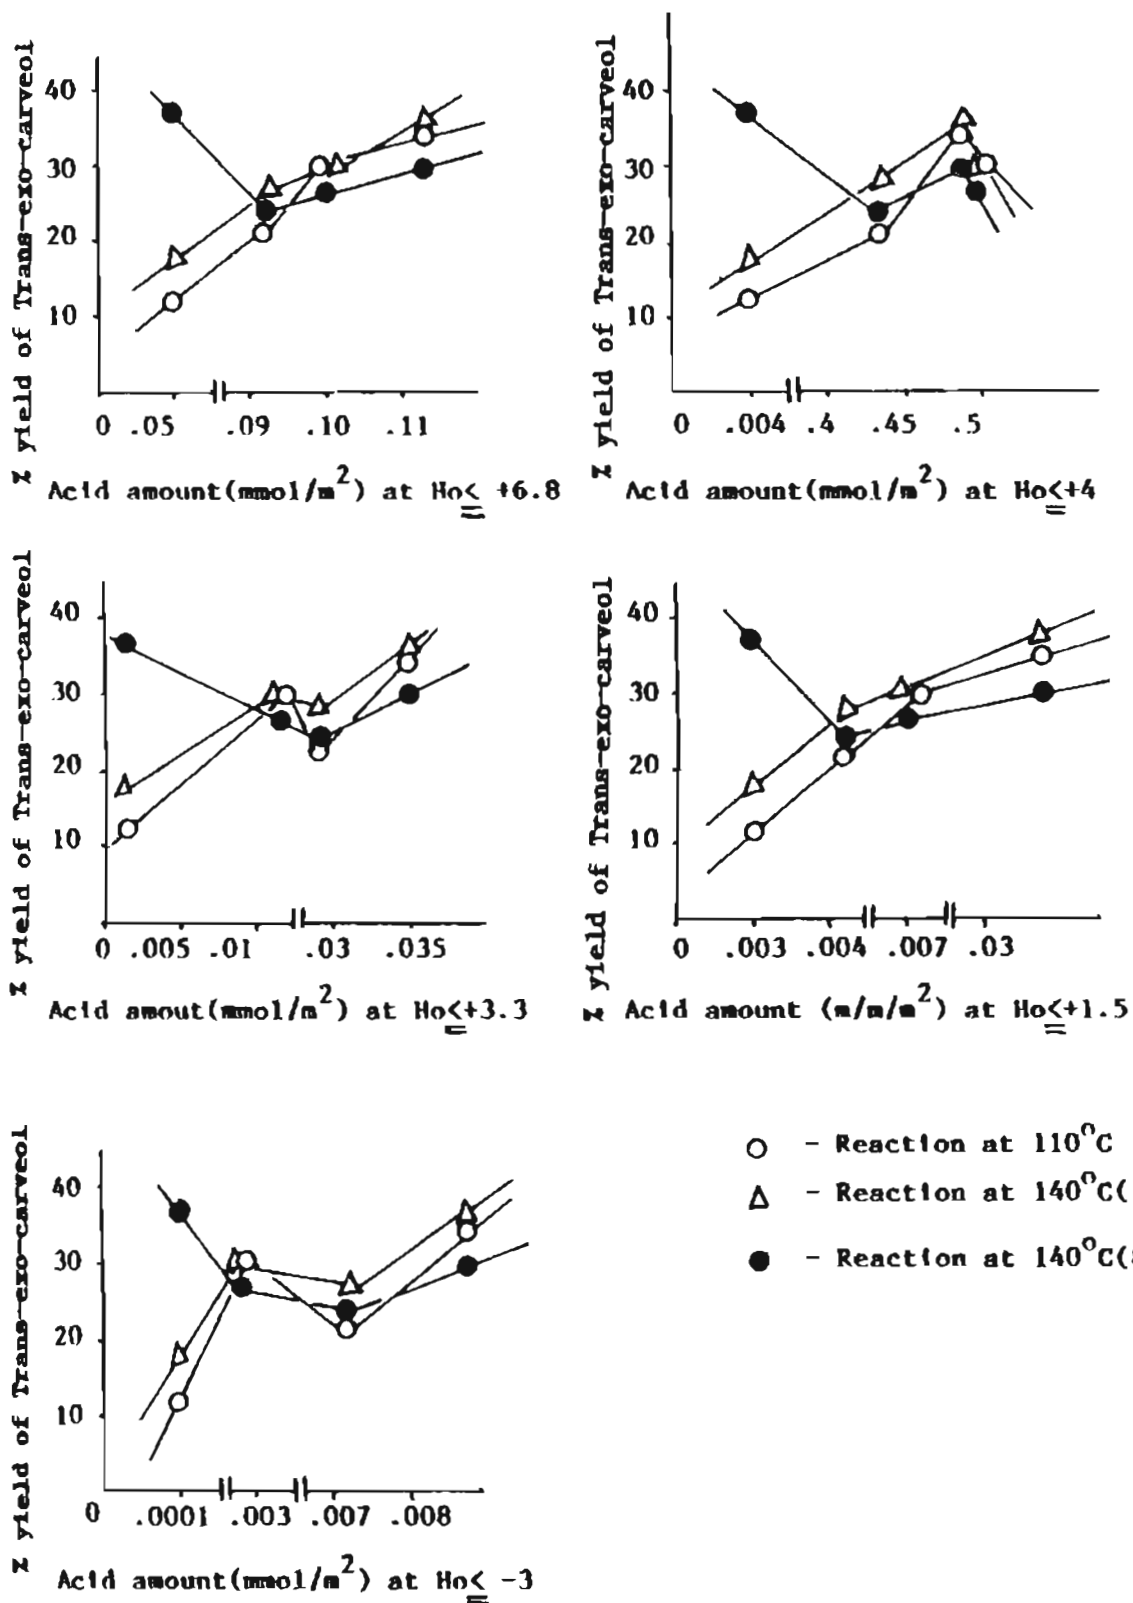 % yield of Trans-exo-carveol
40
30
20
10
0 .05 .09 .10 .11
Acid amount(mmol/m²) at Ho≦ +6.8
% yield of Trans-exo-carveol
40
30
20
10
0 .004 .4 .45 .5
Acid amount(mmol/m²) at Ho≦+4
% yield of Trans-exo-carveol
40
30
20
10
0 .005 .01 .03 .035
Acid amout(mmol/m²) at Ho≦+3.3
% yield of Trans-exo-carveol
40
30
20
10
0 .003 .004 .007 .03
Acid amount (m/m/m²) at Ho≦+1.5
% yield of Trans-exo-carveol
40
30
20
10
0 .0001 .003 .007 .008
Acid amount(mmol/m²) at Ho≦ -3
- Reaction at 110°C
- Reaction at 140°C(
- Reaction at 140°C(